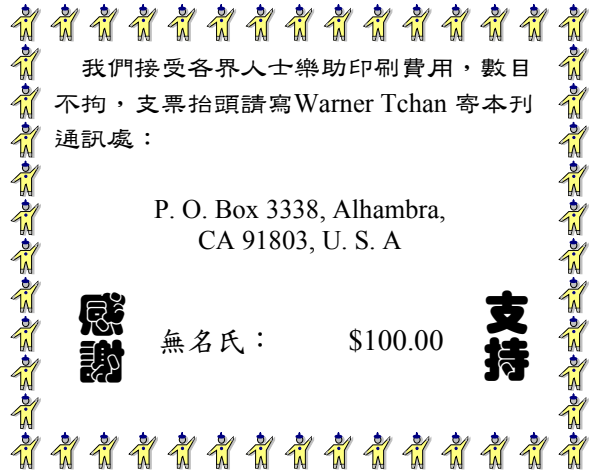 我們接受各界人士樂助印刷費用，數目
不拘，支票抬頭請寫Warner Tchan 寄本刊
通訊處：
P. O. Box 3338, Alhambra,
CA 91803, U. S. A
感謝
無名氏： $100.00
支持